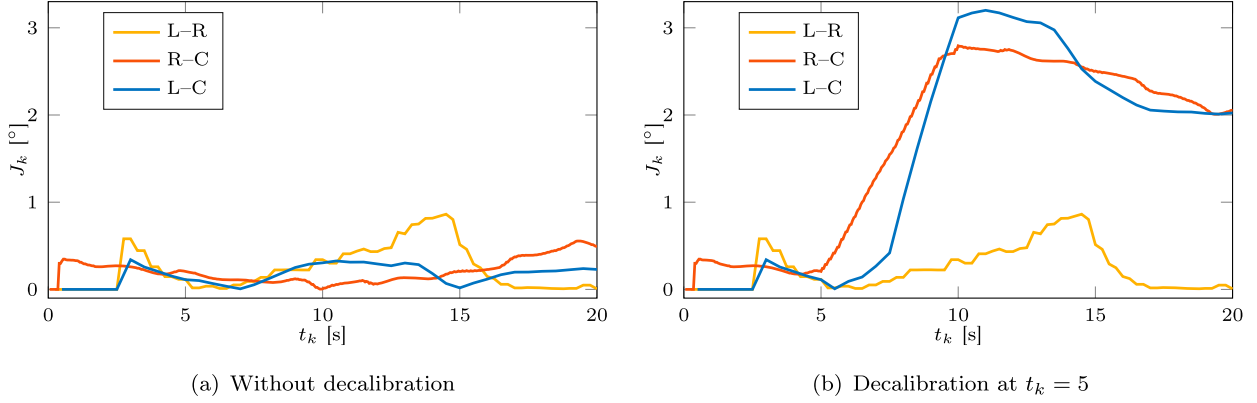 3
2
1
0
J_k [°]
L–R
R–C
L–C
0 5 10 15 20
t_k [s]
(a) Without decalibration
3
2
1
0
J_k [°]
L–R
R–C
L–C
0 5 10 15 20
t_k [s]
(b) Decalibration at t_k = 5